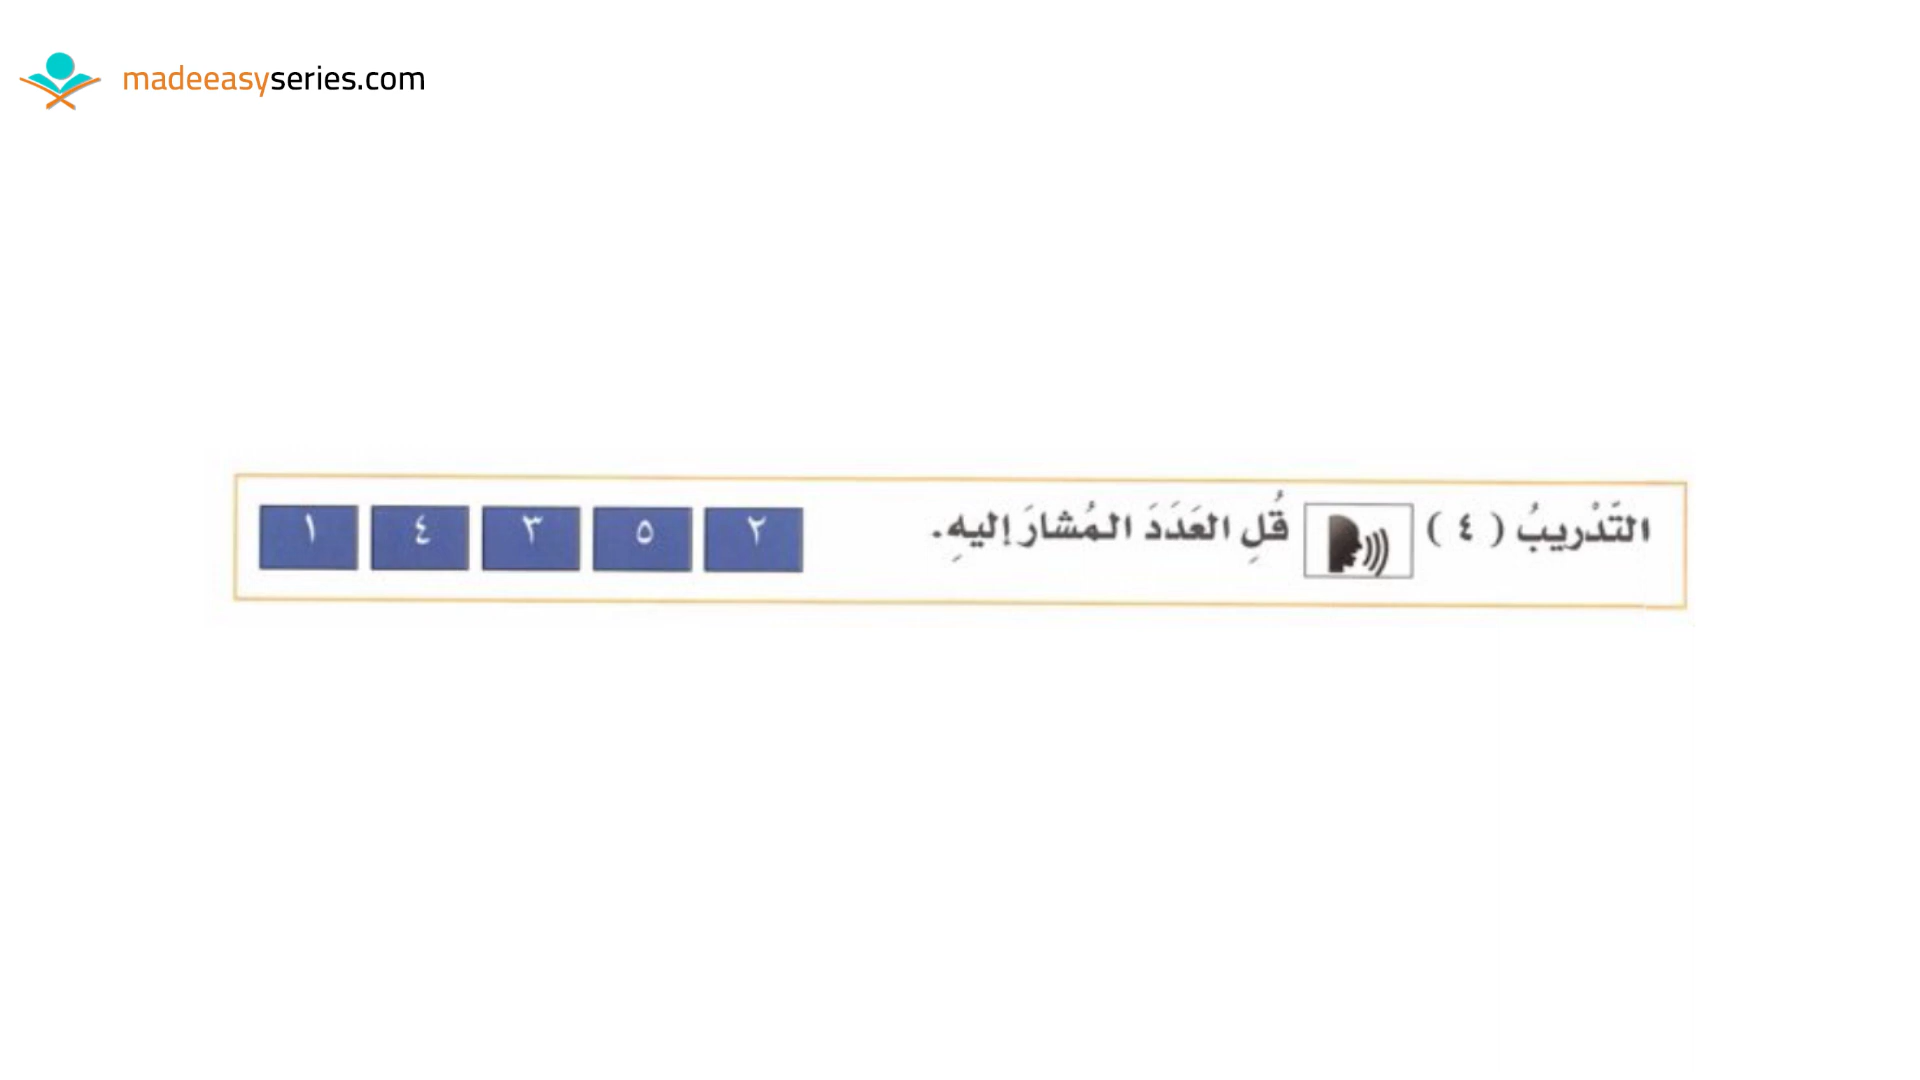 madeeasyseries.com
التَّدْرِيبُ ( ٤ ) قُلِ العَدَدَ المُشارَ إليهِ. ٢ ٥ ٣ ٤ ١